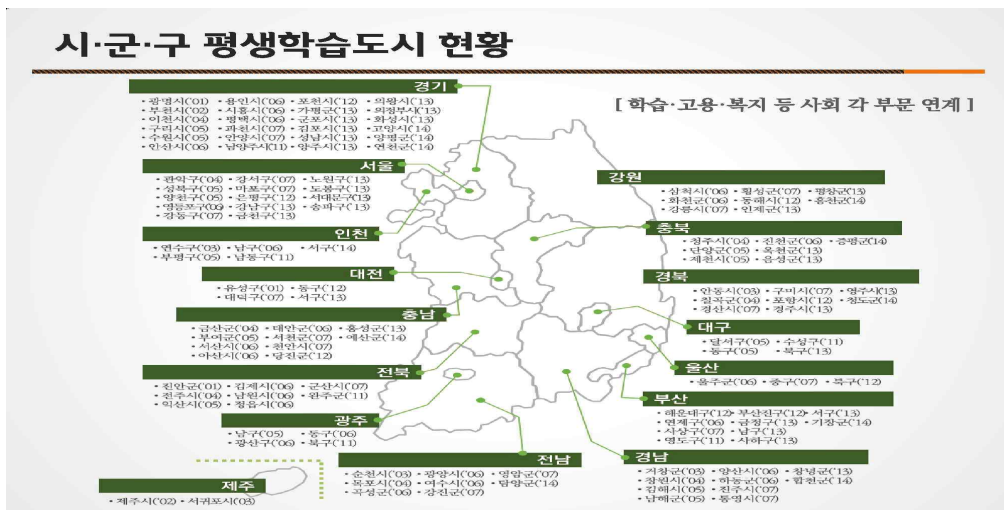 시·군·구 평생학습도시 현황
[ 학습·고용·복지 등 사회 각 부문 연계 ]
경기
• 광명시('01) • 용인시('06) • 포천시('12) • 의왕시('13)
• 부천시('02) • 시흥시('06) • 가평군('13) • 의정부시('13)
• 이천시('04) • 평택시('06) • 군포시('13) • 화성시('13)
• 구리시('05) • 과천시('07) • 김포시('13) • 고양시('14)
• 수원시('05) • 안양시('07) • 성남시('13) • 양평군('14)
• 안산시('06) • 남양주시('11) • 양주시('13) • 연천군('14)
서울
• 관악구('04) • 강서구('07) • 노원구('13)
• 성북구('05) • 마포구('07) • 도봉구('13)
• 양천구('05) • 은평구('12) • 서대문구('13)
• 영등포구('06) • 강남구('13) • 송파구('13)
• 강동구('07) • 금천구('13)
인천
• 연수구('03) • 남구('06) • 서구('14)
• 부평구('05) • 남동구('11)
대전
• 유성구('01) • 동구('12)
• 대덕구('07) • 서구('13)
충남
• 금산군('04) • 태안군('06) • 홍성군('13)
• 부여군('05) • 서천군('07) • 예산군('14)
• 서산시('06) • 천안시('07)
• 아산시('06) • 당진군('12)
전북
• 진안군('01) • 김제시('06) • 군산시('07)
• 전주시('04) • 남원시('06) • 완주군('11)
• 익산시('05) • 정읍시('06)
광주
• 남구('05) • 동구('06)
• 광산구('06) • 북구('11)
전남
• 순천시('03) • 광양시('06) • 영암군('07)
• 목포시('04) • 여수시('06) • 담양군('14)
• 곡성군('06) • 강진군('07)
제주
• 제주시('02) • 서귀포시('03)
강원
• 삼척시('06) • 횡성군('07) • 평창군('13)
• 화천군('06) • 동해시('12) • 홍천군('14)
• 강릉시('07) • 인제군('13)
충북
• 청주시('04) • 진천군('06) • 증평군('14)
• 단양군('05) • 옥천군('13)
• 제천시('05) • 음성군('13)
경북
• 안동시('03) • 구미시('07) • 영주시('13)
• 칠곡군('04) • 포항시('12) • 청도군('14)
• 경산시('07) • 경주시('13)
대구
• 달서구('05) • 수성구('11)
• 동구('05) • 북구('13)
울산
• 울주군('06) • 중구('07) • 북구('12)
부산
• 해운대구('12) • 부산진구('12) • 서구('13)
• 연제구('06) • 금정구('13) • 기장군('14)
• 사상구('07) • 남구('13)
• 영도구('11) • 사하구('13)
경남
• 거창군('03) • 양산시('06) • 창녕군('13)
• 창원시('04) • 하동군('06) • 합천군('14)
• 김해시('05) • 진주시('07)
• 남해군('05) • 통영시('07)